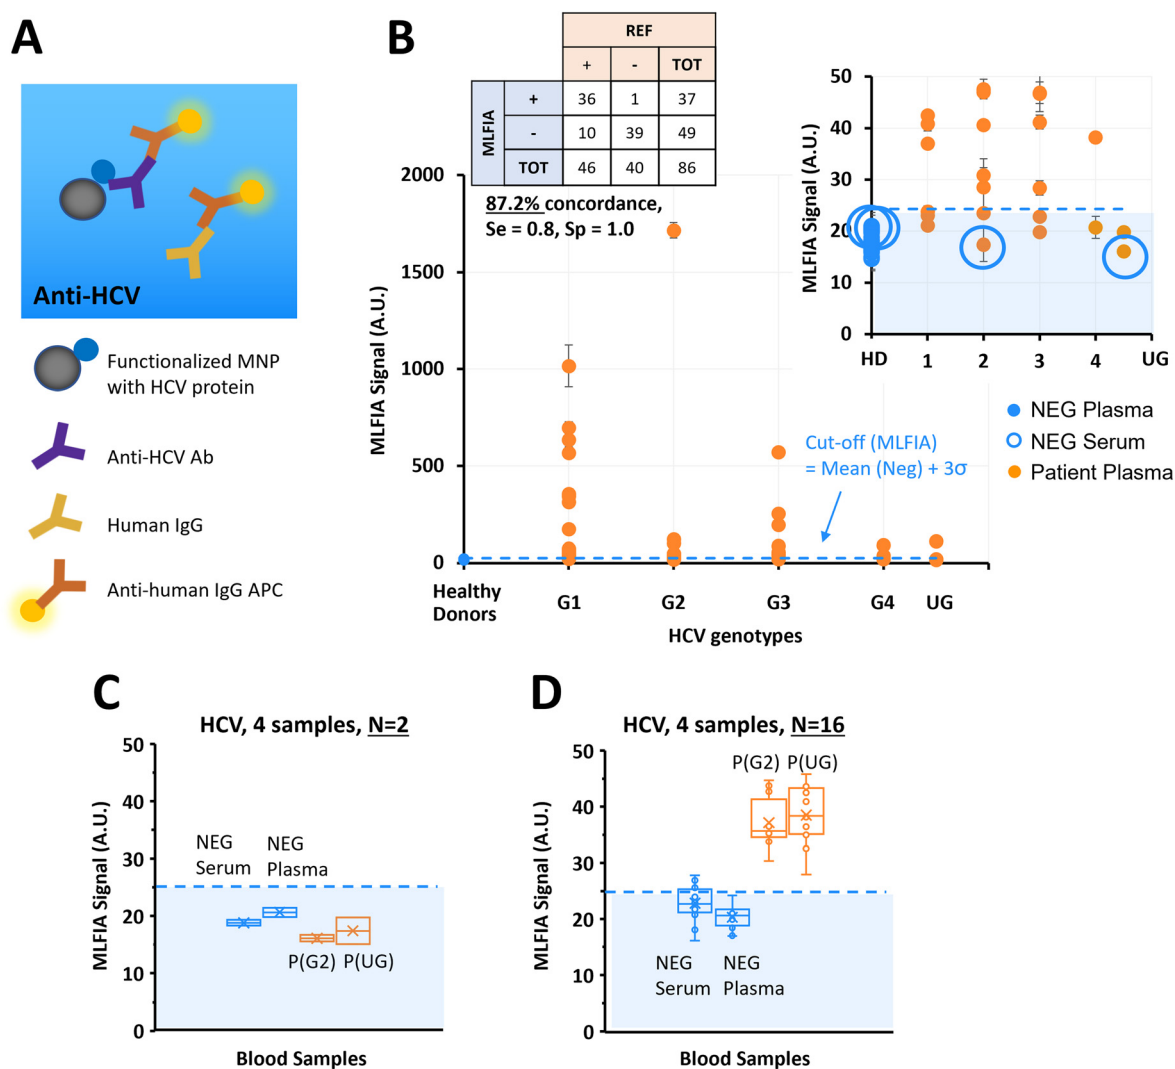 A
Anti-HCV
Functionalized MNP
with HCV protein
Anti-HCV Ab
Human IgG
Anti-human IgG APC
B
REF
+ - TOT
MLFIA
+ 36 1 37
- 10 39 49
TOT 46 40 86
87.2% concordance,
Se = 0.8, Sp = 1.0
MLFIA Signal (A.U.)
2000
1500
1000
500
0
Cut-off (MLFIA)
= Mean (Neg) + 3σ
Healthy
Donors
G1 G2 G3 G4 UG
HCV genotypes
MLFIA Signal (A.U.)
50
40
30
20
10
0
HD 1 2 3 4 UG
NEG Plasma
NEG Serum
Patient Plasma
C
HCV, 4 samples, N=2
MLFIA Signal (A.U.)
50
40
30
20
10
0
NEG
Serum
NEG
Plasma
P(G2) P(UG)
Blood Samples
D
HCV, 4 samples, N=16
MLFIA Signal (A.U.)
50
40
30
20
10
0
P(G2) P(UG)
NEG
Serum
NEG
Plasma
Blood Samples